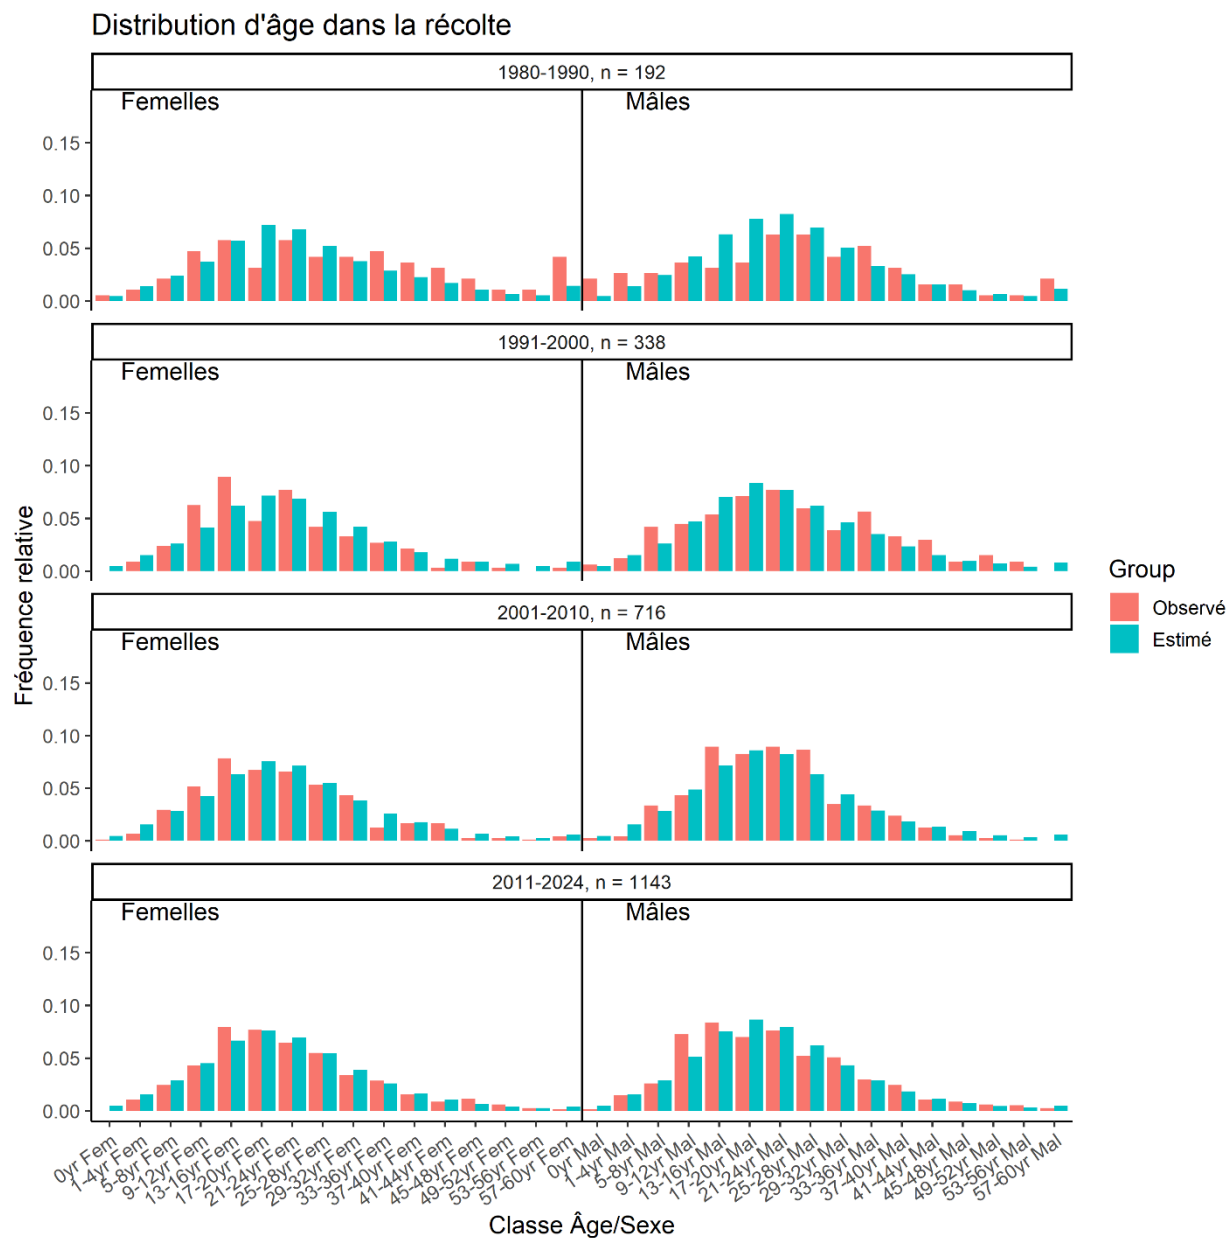 Distribution d'âge dans la récolte
1980-1990, n = 192
Femelles
Mâles
0.15
0.10
0.05
0.00
1991-2000, n = 338
Femelles
Mâles
0.15
0.10
0.05
0.00
2001-2010, n = 716
Femelles
Mâles
0.15
0.10
0.05
0.00
2011-2024, n = 1143
Femelles
Mâles
0.15
0.10
0.05
0.00
Fréquence relative
Group
Observé
Estimé
0yr Fem
1-4yr Fem
5-8yr Fem
9-12yr Fem
13-16yr Fem
17-20yr Fem
21-24yr Fem
25-28yr Fem
29-32yr Fem
33-36yr Fem
37-40yr Fem
41-44yr Fem
45-48yr Fem
49-52yr Fem
53-56yr Fem
57-60yr Fem
0yr Mal
1-4yr Mal
5-8yr Mal
9-12yr Mal
13-16yr Mal
17-20yr Mal
21-24yr Mal
25-28yr Mal
29-32yr Mal
33-36yr Mal
37-40yr Mal
41-44yr Mal
45-48yr Mal
49-52yr Mal
53-56yr Mal
57-60yr Mal
Classe Âge/Sexe